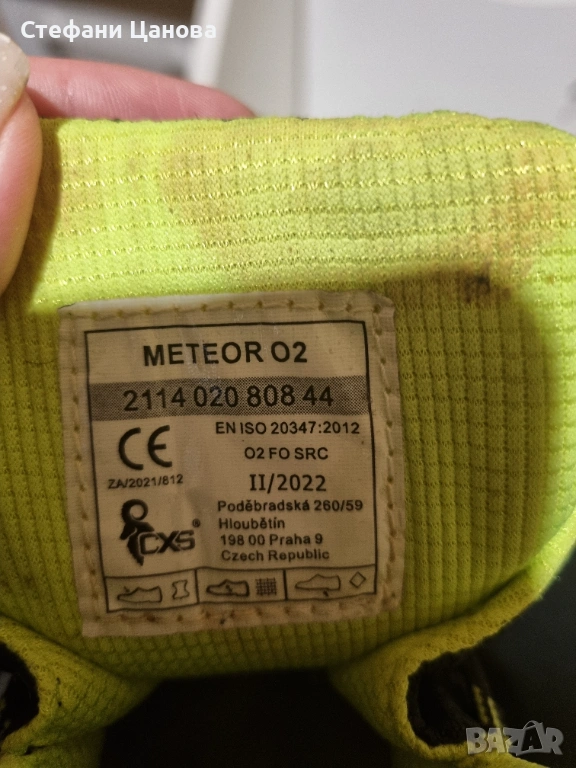 Стефани Цанова
METEOR O2
2114 020 808 44
EN ISO 20347:2012
CE
O2 FO SRC
ZA/2021/812
II/2022
Poděbradská 260/59
Hloubětín
198 00 Praha 9
Czech Republic
CXS®
BAZAR